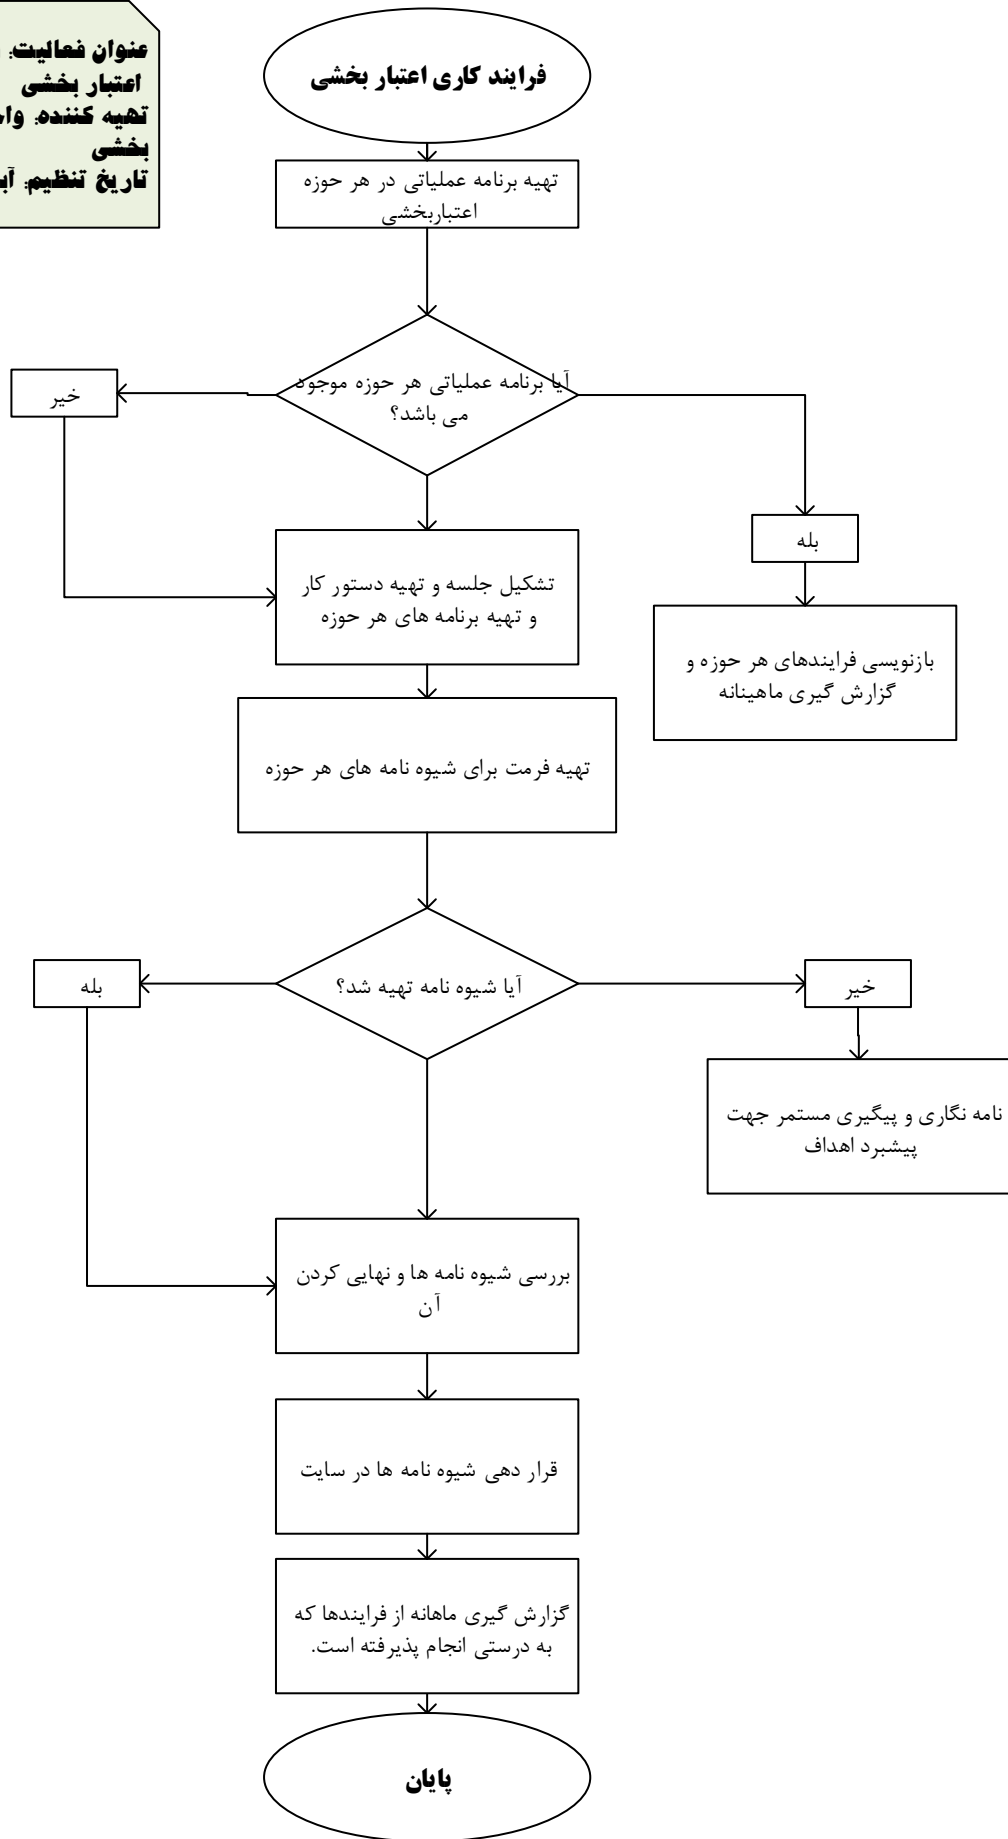 عنوان فعالیت:
اعتبار بخشی
تهیه کننده:
بخشی
تاریخ تنظیم:
فرایند کاری اعتبار بخشی
تهیه برنامه عملیاتی در هر حوزه
اعتباربخشی
آیا برنامه عملیاتی هر حوزه موجود
می باشد؟
خیر
بله
تشکیل جلسه و تهیه دستور کار
و تهیه برنامه های هر حوزه
بازنویسی فرایندهای هر حوزه و
گزارش گیری ماهینانه
تهیه فرمت برای شیوه نامه های هر حوزه
آیا شیوه نامه تهیه شد؟
خیر
بله
نامه نگاری و پیگیری مستمر جهت
پیشبرد اهداف
بررسی شیوه نامه ها و نهایی کردن
آن
قرار دهی شیوه نامه ها در سایت
گزارش گیری ماهانه از فرایندها که
به درستی انجام پذیرفته است.
پایان